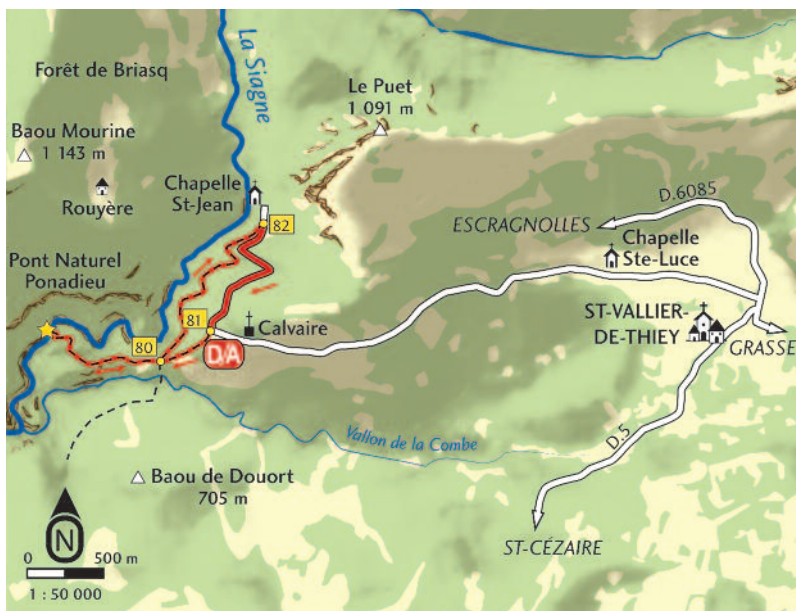 La Siagne
Forêt de Briasq
Le Puet
1 091 m
Baou Mourine
1 143 m
Chapelle
St-Jean
Rouyère
D.6085
82
ESCRAGNOLLES
Chapelle
Ste-Luce
Pont Naturel
Ponadieu
81
Calvaire
ST-VALLIER-
DE-THIEY
80
D/A
GRASSE
Vallon de la Combe
D.5
Baou de Douort
705 m
N
ST-CÉZAIRE
0 500 m
1 : 50 000